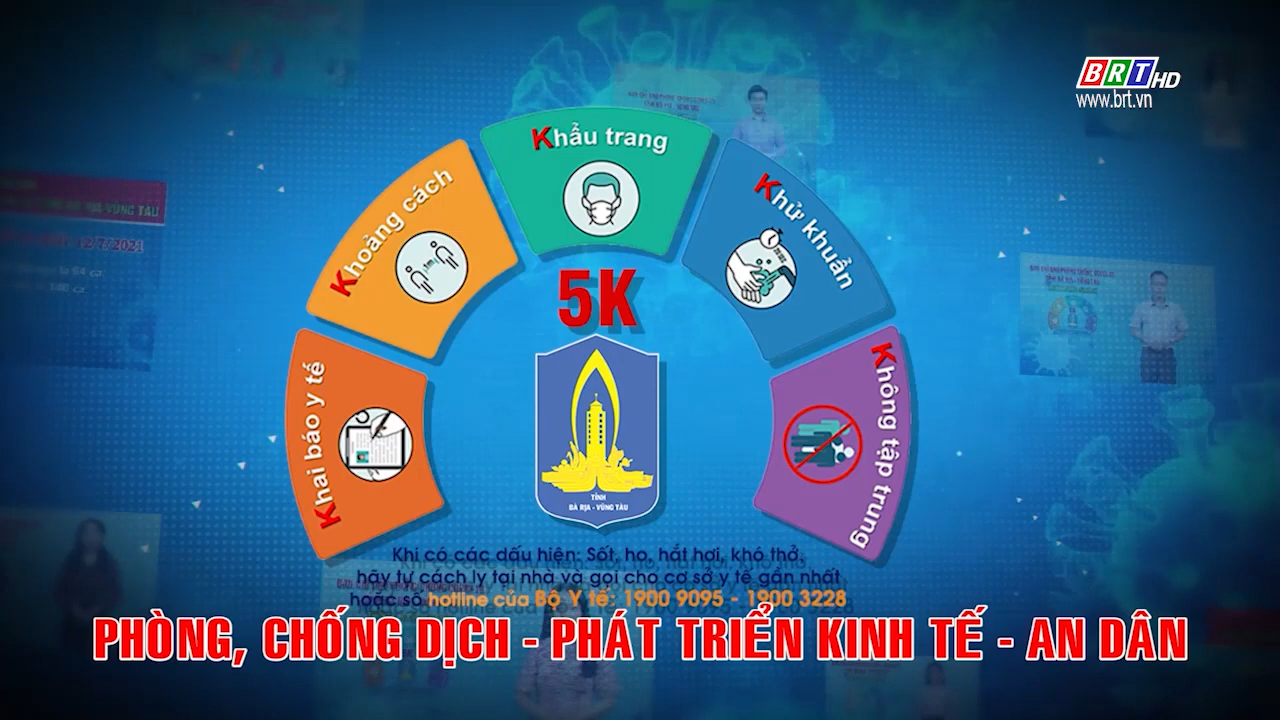 BRT HD
www.brt.vn
Khẩu trang
Khoảng cách
Khử khuẩn
5K
Khai báo y tế
Không tập trung
TỈNH
BÀ RỊA - VŨNG TÀU
Khi có các dấu hiện: Sốt, ho, hắt hơi, khó thở,
hãy tự cách ly tại nhà và gọi cho cơ sở y tế gần nhất
hoặc số hotline của Bộ Y tế: 1900 9095 - 1900 3228
PHÒNG, CHỐNG DỊCH - PHÁT TRIỂN KINH TẾ - AN DÂN